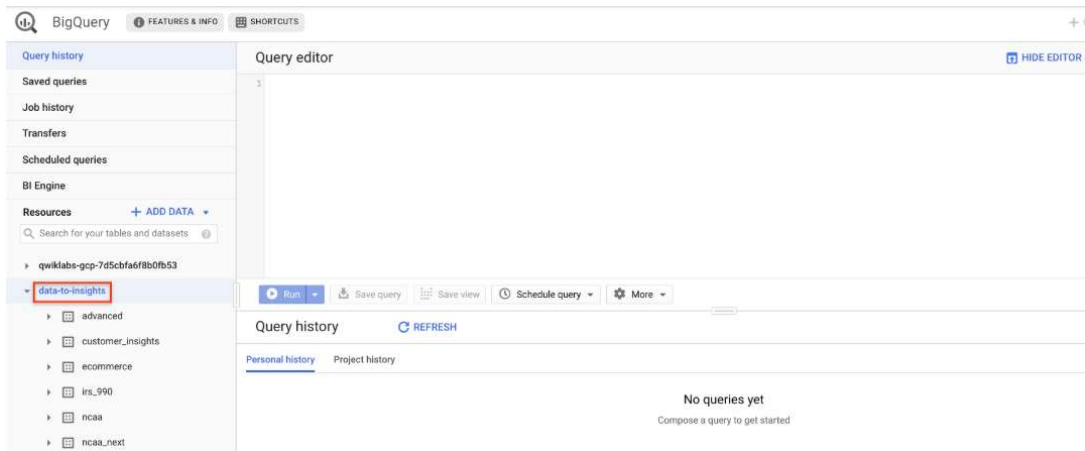 BigQuery FEATURES & INFO SHORTCUTS
Query history
Saved queries
Job history
Transfers
Scheduled queries
BI Engine
Resources + ADD DATA
Search for your tables and datasets
qwiklabs-gcp-7d5cbfa6f8b0fb53
data-to-insights
advanced
customer_insights
ecommerce
irs_990
ncaa
ncaa_next
Query editor HIDE EDITOR
1
Run Save query Save view Schedule query More
Query history REFRESH
Personal history Project history
No queries yet
Compose a query to get started